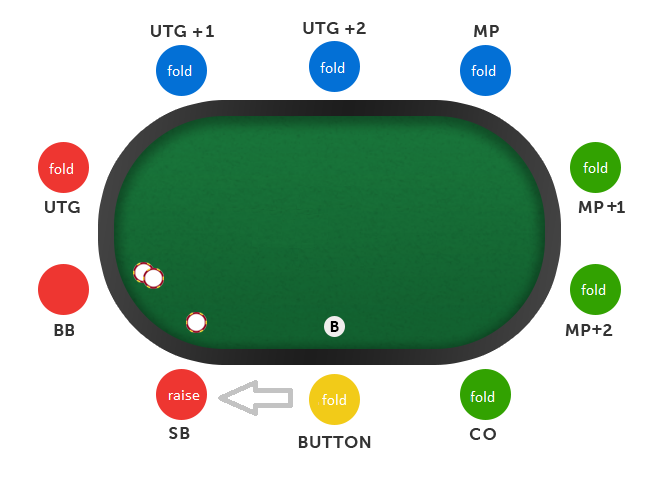 UTG +1
UTG +2
MP
fold
fold
fold
fold
UTG
fold
MP+1
BB
fold
MP+2
B
raise
SB
fold
BUTTON
fold
CO